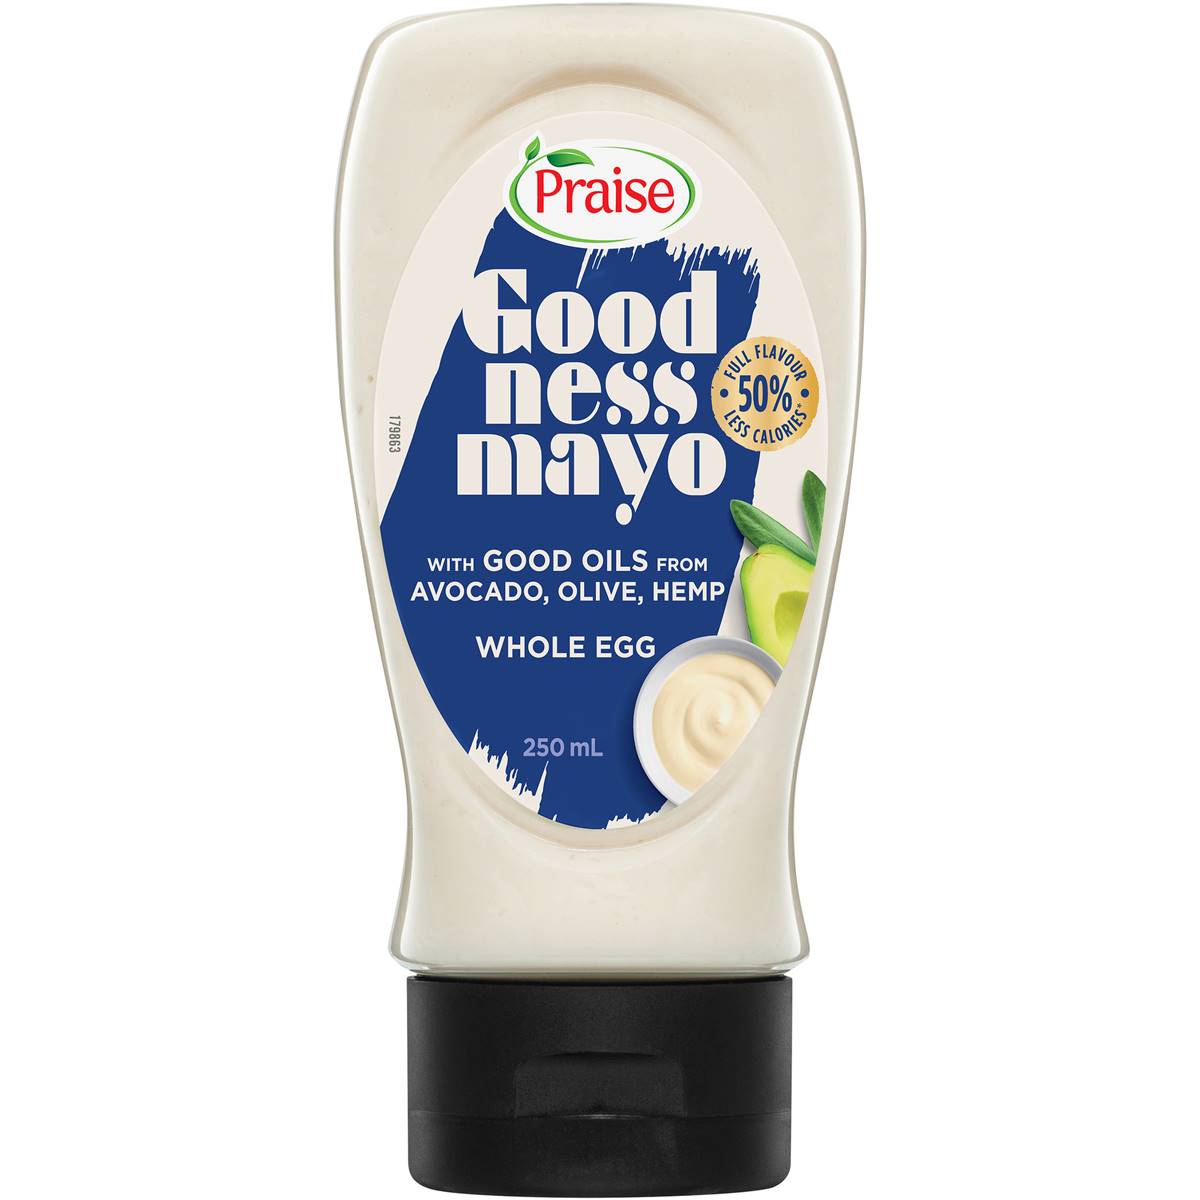 Praise
Good
ness
mayo
FULL FLAVOUR
50%
LESS CALORIES*
179863
WITH GOOD OILS FROM
AVOCADO, OLIVE, HEMP
WHOLE EGG
250 mL